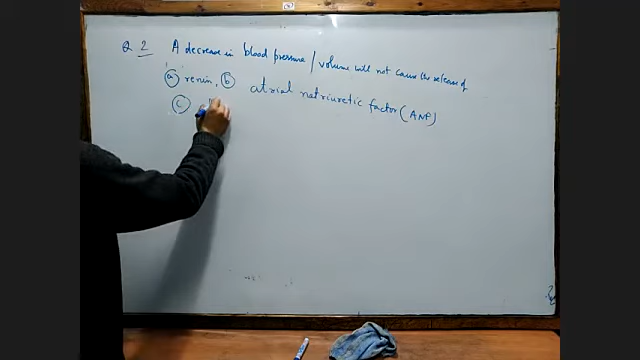 Q 2 A decrease in blood pressure / volume will not cause the release of
(a) renin, (b) atrial natriuretic factor (ANF)
(c)